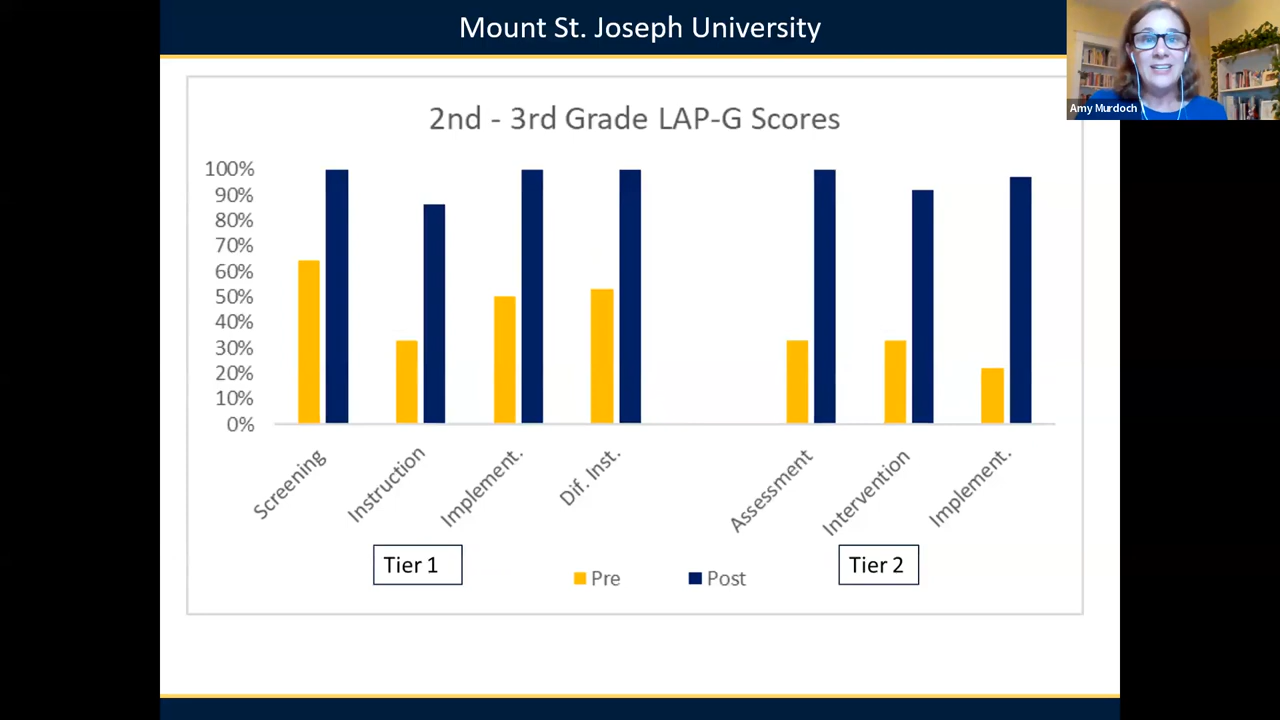 Mount St. Joseph University
Amy Murdoch
2nd - 3rd Grade LAP-G Scores
100%
90%
80%
70%
60%
50%
40%
30%
20%
10%
0%
Screening
Instruction
Implement.
Dif. Inst.
Assessment
Intervention
Implement.
Tier 1
Tier 2
Pre
Post